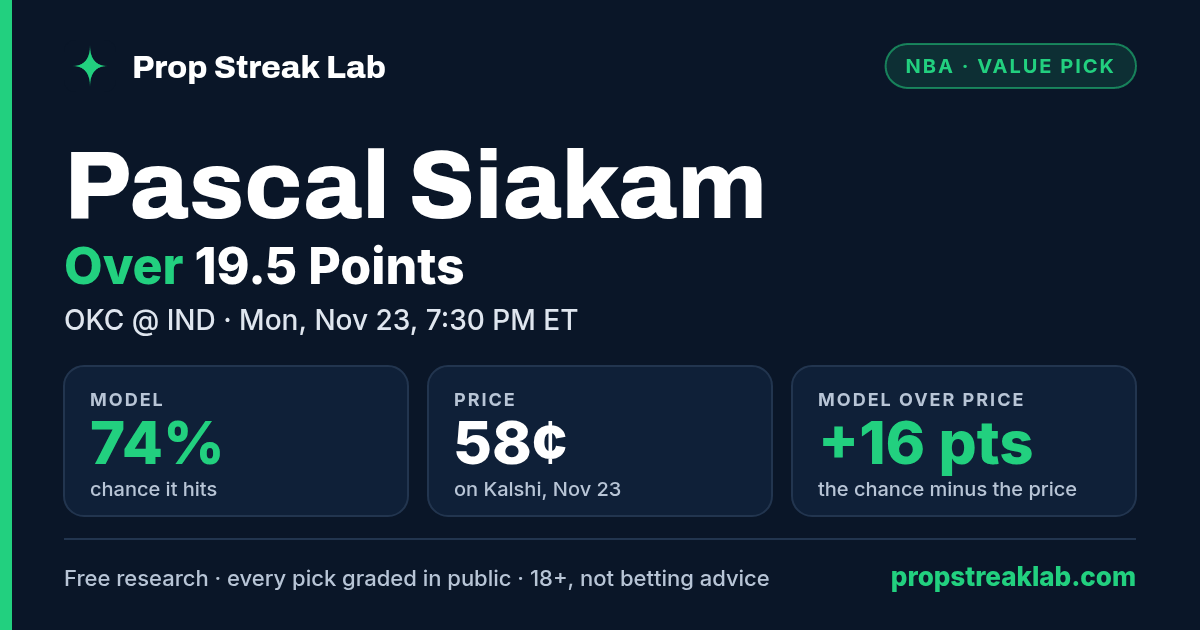 Prop Streak Lab
NBA · VALUE PICK
Pascal Siakam
Over 19.5 Points
OKC @ IND · Mon, Nov 23, 7:30 PM ET
MODEL
74%
chance it hits
PRICE
58¢
on Kalshi, Nov 23
MODEL OVER PRICE
+16 pts
the chance minus the price
Free research · every pick graded in public · 18+, not betting advice
propstreaklab.com